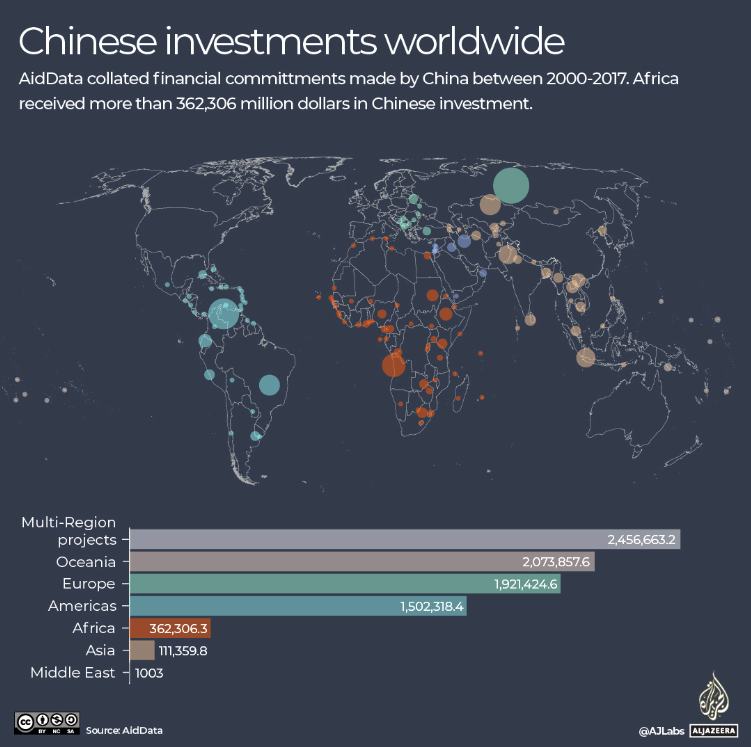 Chinese investments worldwide
AidData collated financial committments made by China between 2000-2017. Africa
received more than 362,306 million dollars in Chinese investment.
Multi-Region
projects
2,456,663.2
Oceania
2,073,857.6
Europe
1,921,424.6
Americas
1,502,318.4
Africa
362,306.3
Asia
111,359.8
Middle East
1003
cc
BY NC SA
Source: AidData
@AJLabs
ALJAZEERA